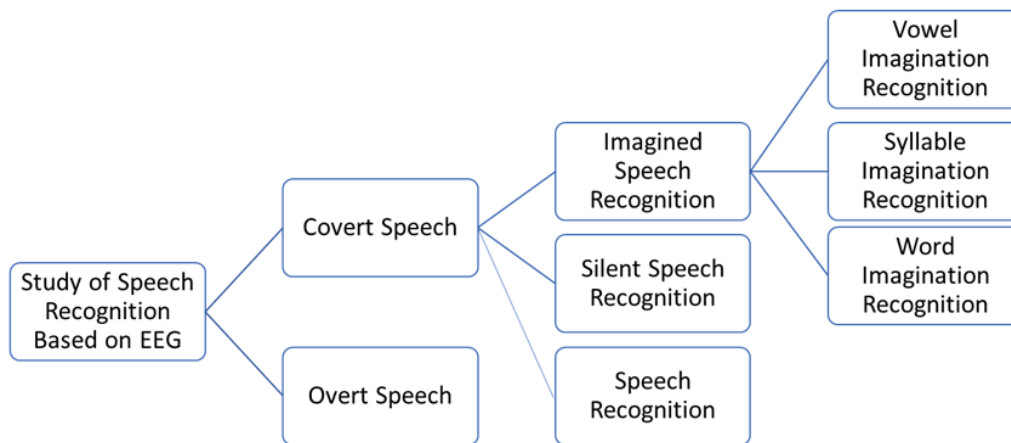 Study of Speech
Recognition
Based on EEG
Covert Speech
Overt Speech
Imagined
Speech
Recognition
Silent Speech
Recognition
Speech
Recognition
Vowel
Imagination
Recognition
Syllable
Imagination
Recognition
Word
Imagination
Recognition